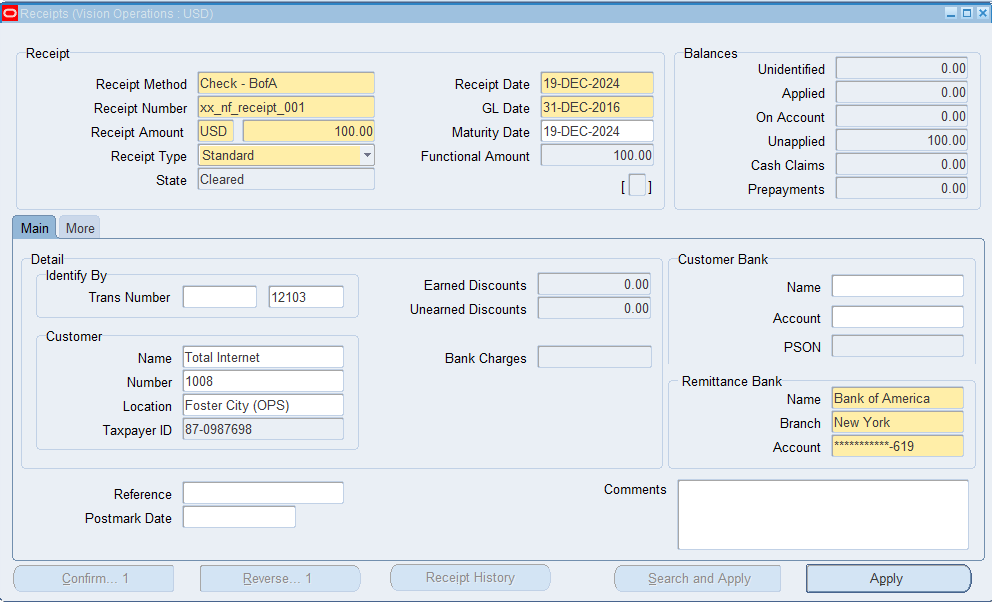 Receipts (Vision Operations : USD)
Receipt
Receipt Method Check - BofA
Receipt Number xx_nf_receipt_001
Receipt Amount USD 100.00
Receipt Type Standard
State Cleared
Receipt Date 19-DEC-2024
GL Date 31-DEC-2016
Maturity Date 19-DEC-2024
Functional Amount 100.00
[ ]
Balances
Unidentified 0.00
Applied 0.00
On Account 0.00
Unapplied 100.00
Cash Claims 0.00
Prepayments 0.00
Main More
Detail
Identify By
Trans Number 12103
Customer
Name Total Internet
Number 1008
Location Foster City (OPS)
Taxpayer ID 87-0987698
Earned Discounts 0.00
Unearned Discounts 0.00
Bank Charges
Customer Bank
Name
Account
PSON
Remittance Bank
Name Bank of America
Branch New York
Account ***********-619
Reference
Postmark Date
Comments
Confirm... 1 Reverse... 1 Receipt History Search and Apply Apply